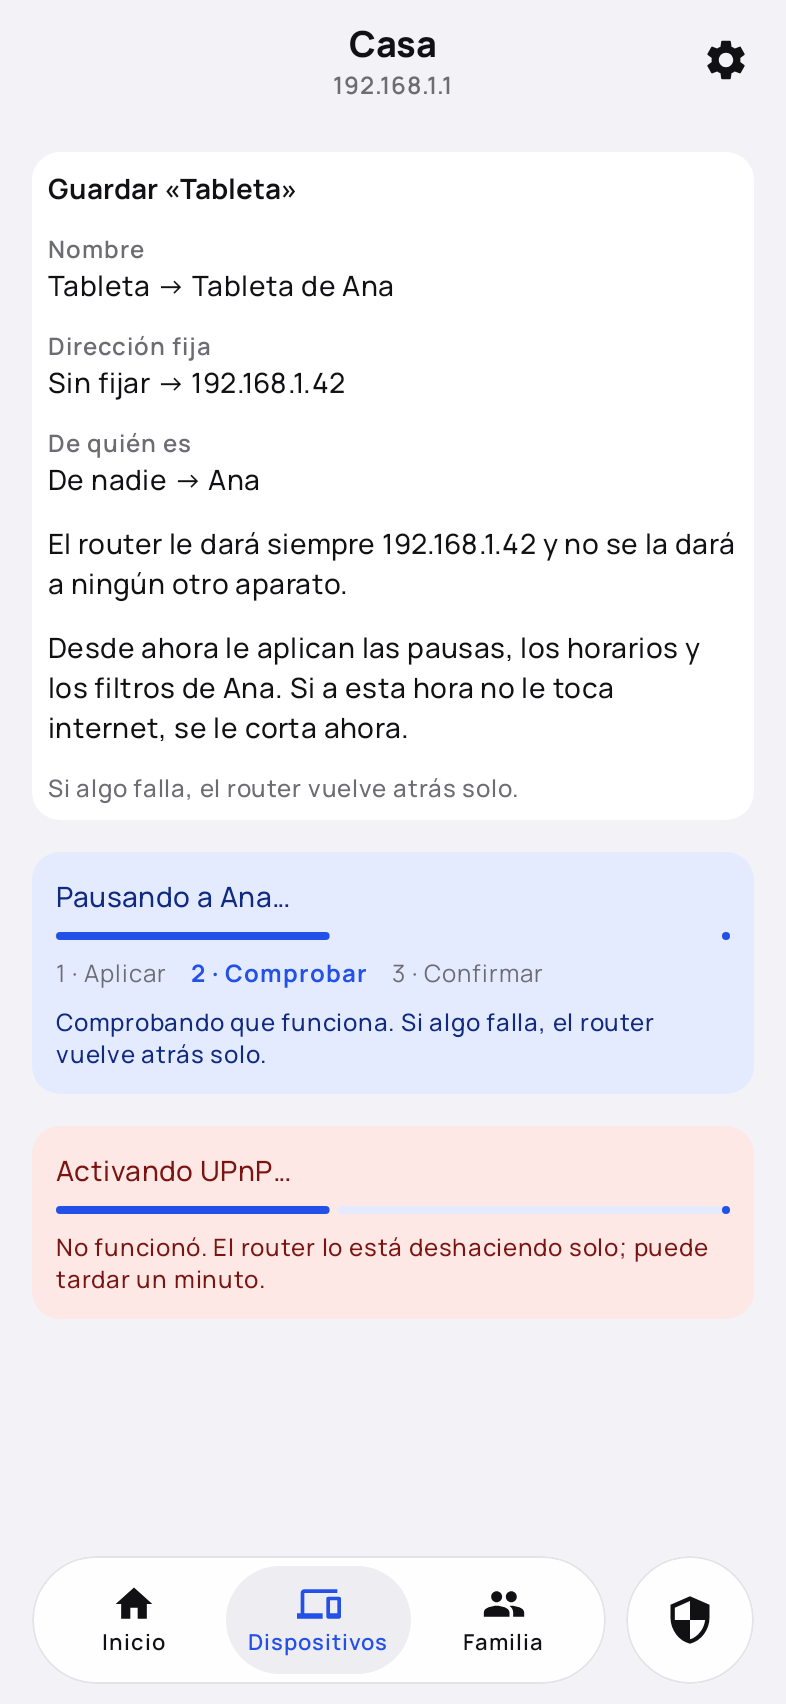 Casa
192.168.1.1
Guardar «Tableta»
Nombre
Tableta → Tableta de Ana
Dirección fija
Sin fijar → 192.168.1.42
De quién es
De nadie → Ana
El router le dará siempre 192.168.1.42 y no se la dará
a ningún otro aparato.
Desde ahora le aplican las pausas, los horarios y
los filtros de Ana. Si a esta hora no le toca
internet, se le corta ahora.
Si algo falla, el router vuelve atrás solo.
Pausando a Ana…
1 · Aplicar 2 · Comprobar 3 · Confirmar
Comprobando que funciona. Si algo falla, el router
vuelve atrás solo.
Activando UPnP…
No funcionó. El router lo está deshaciendo solo; puede
tardar un minuto.
Inicio Dispositivos Familia